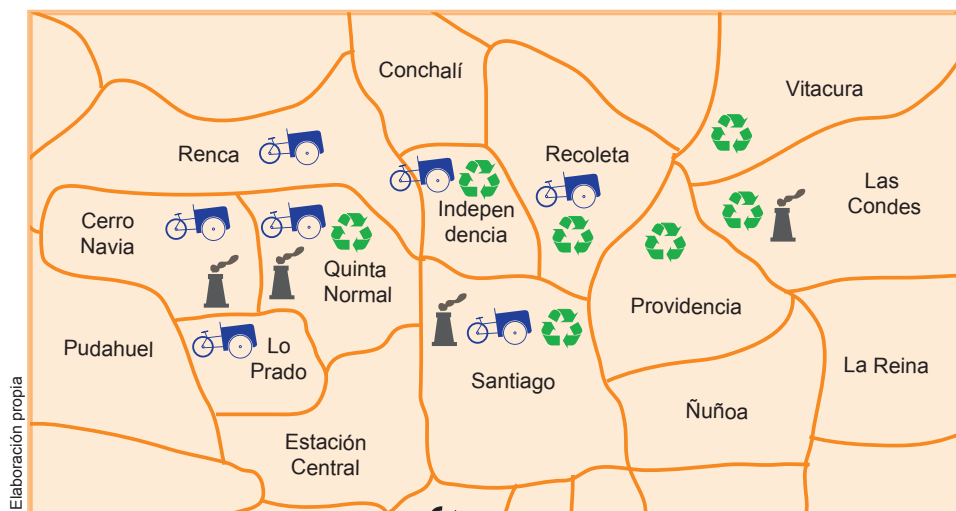 Conchalí
Vitacura
Renca
Recoleta
Las
Condes
Cerro
Navia
Indepen
dencia
Quinta
Normal
Providencia
Pudahuel
Lo
Prado
Santiago
La Reina
Ñuñoa
Estación
Central
Elaboración propia